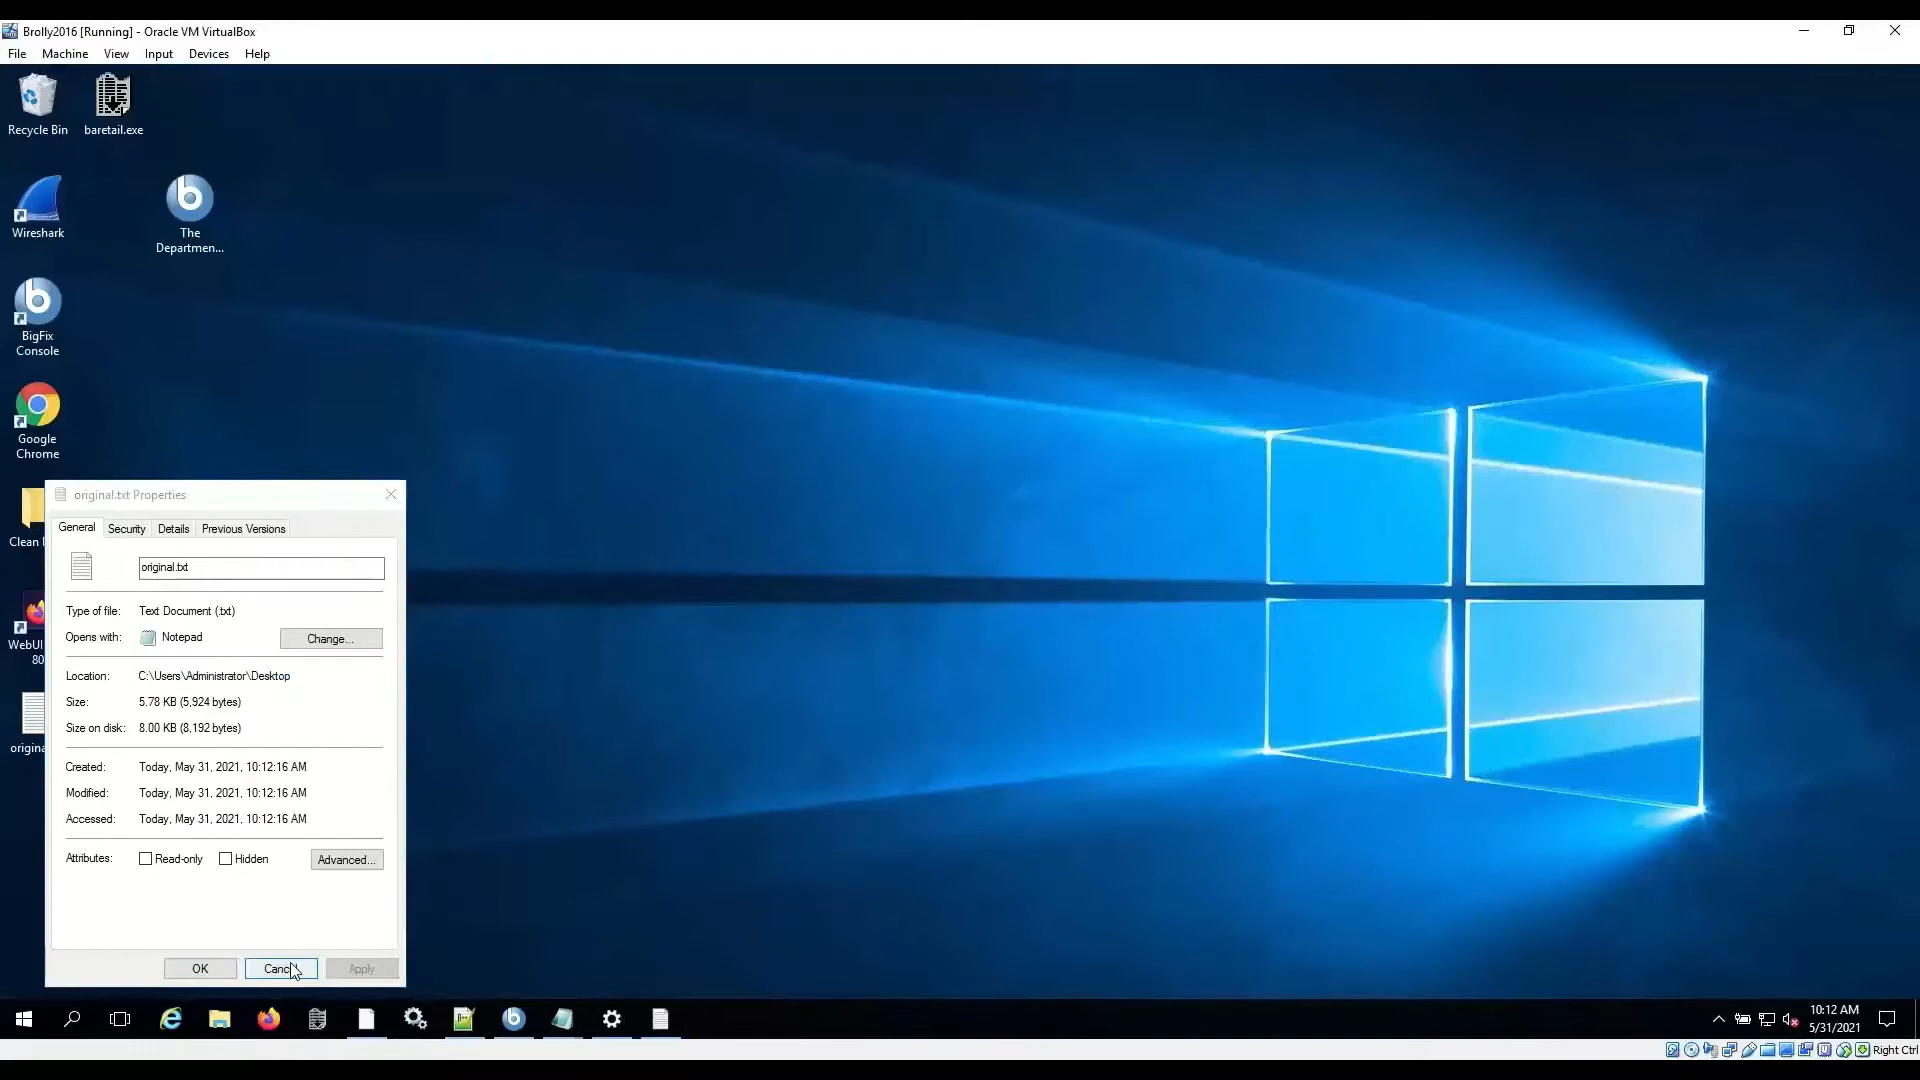 Brolly2016 [Running] - Oracle VM VirtualBox
File Machine View Input Devices Help
Recycle Bin
baretail.exe
Wireshark
The
Departmen...
BigFix
Console
Google
Chrome
Clean
WebUI
80
original.txt Properties
General Security Details Previous Versions
original.txt
Type of file: Text Document (.txt)
Opens with: Notepad Change...
Location: C:\Users\Administrator\Desktop
Size: 5.78 KB (5,924 bytes)
Size on disk: 8.00 KB (8,192 bytes)
Created: Today, May 31, 2021, 10:12:16 AM
Modified: Today, May 31, 2021, 10:12:16 AM
Accessed: Today, May 31, 2021, 10:12:16 AM
Attributes: Read-only Hidden Advanced...
OK Cancel Apply
10:12 AM
5/31/2021
Right Ctrl